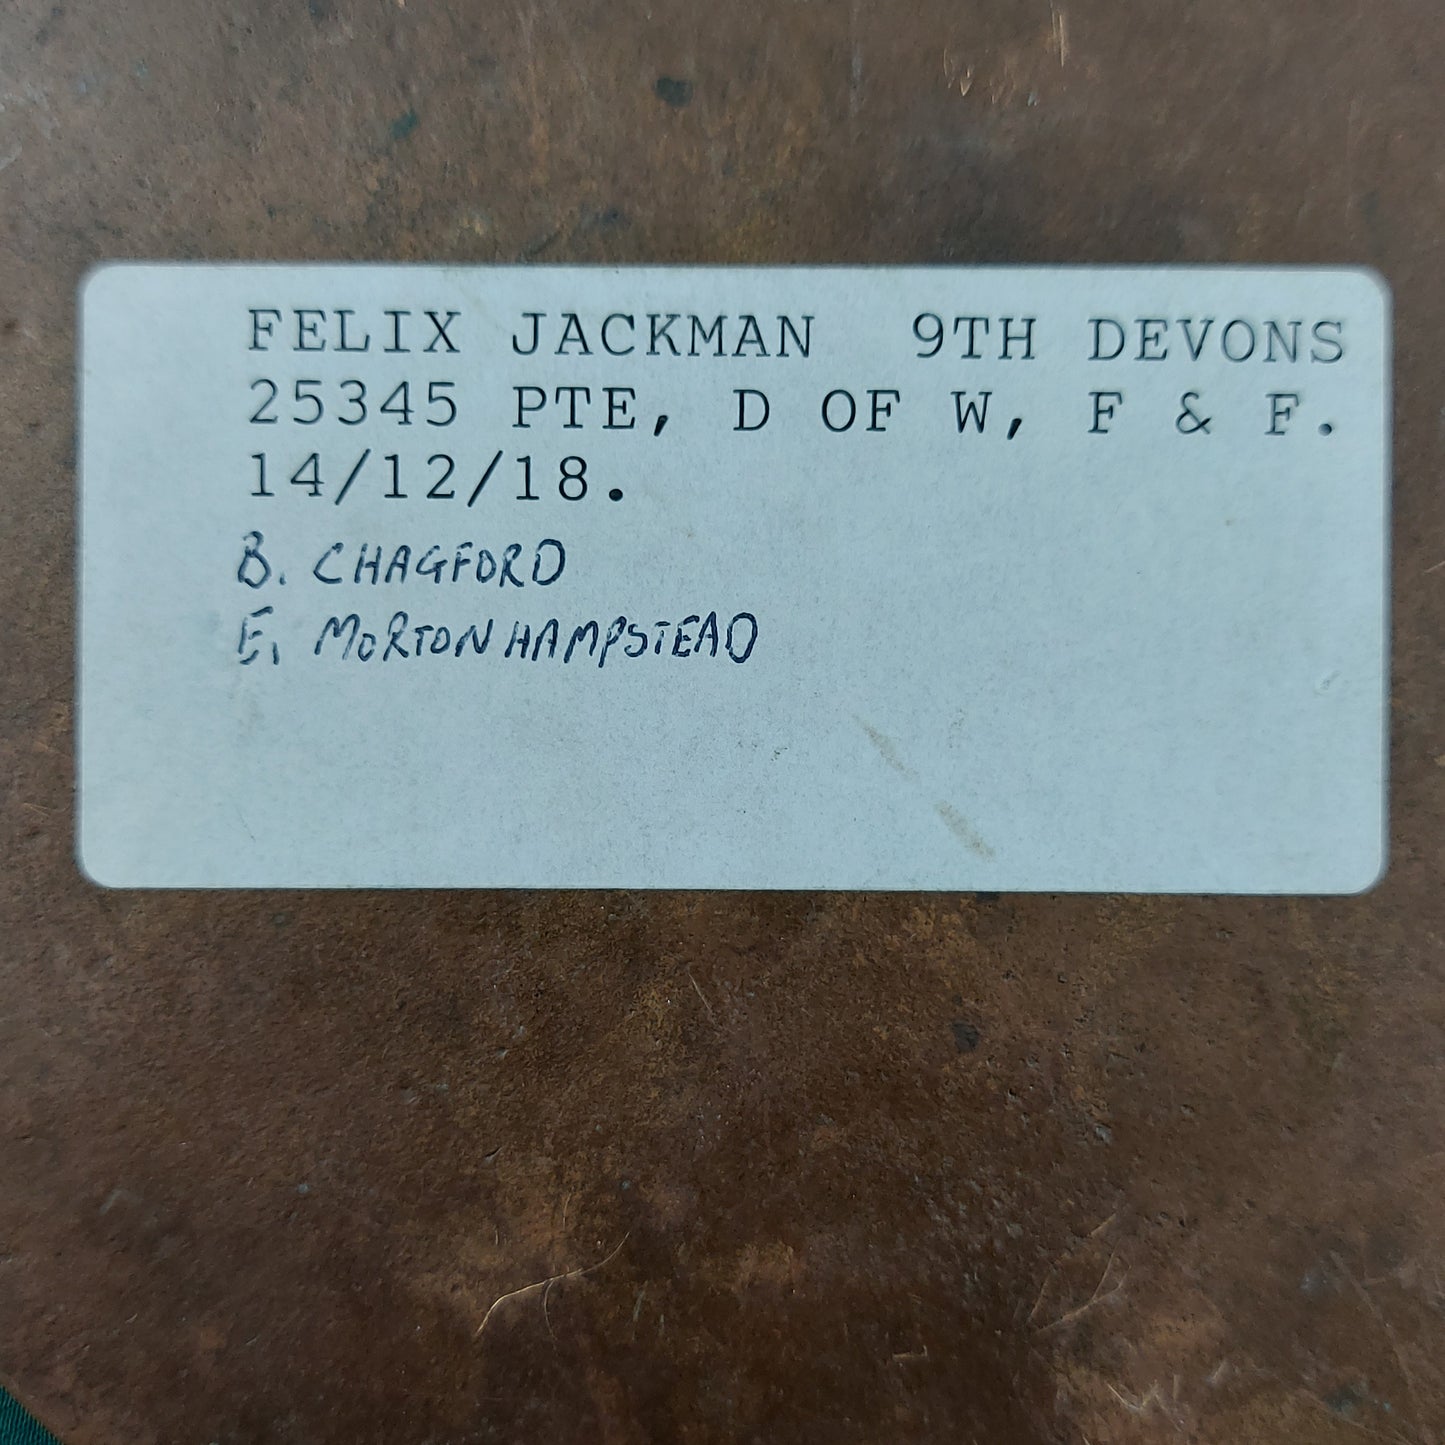 FELIX JACKMAN 9TH DEVONS
25345 PTE, D OF W, F & F.
14/12/18.
B. CHAGFORD
E. MORTON HAMPSTEAD